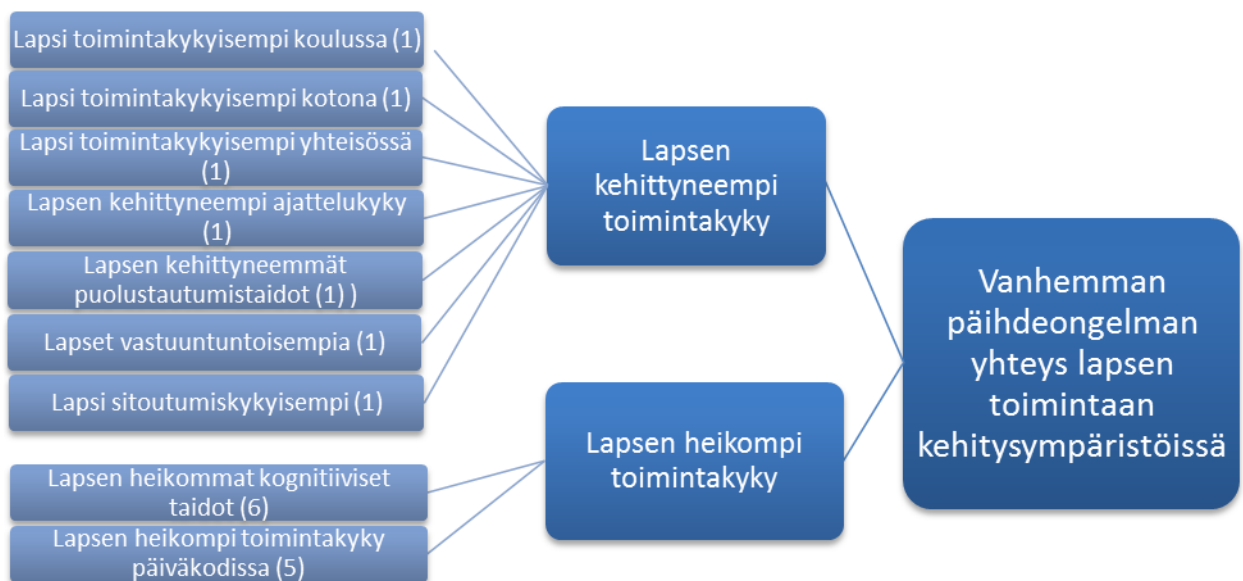 Lapsi toimintakykyisempi koulussa (1)
Lapsi toimintakykyisempi kotona (1)
Lapsi toimintakykyisempi yhteisössä
(1)
Lapsen kehittyneempi ajattelukyky
(1)
Lapsen kehittyneemmät
puolustautumistaidot (1) )
Lapset vastuuntuntoisempia (1)
Lapsi sitoutumiskykyisempi (1)
Lapsen heikommat kognitiiviset
taidot (6)
Lapsen heikompi toimintakyky
päiväkodissa (5)
Lapsen
kehittyneempi
toimintakyky
Lapsen heikompi
toimintakyky
Vanhemman
päihdeongelman
yhteys lapsen
toimintaan
kehitysympäristöissä